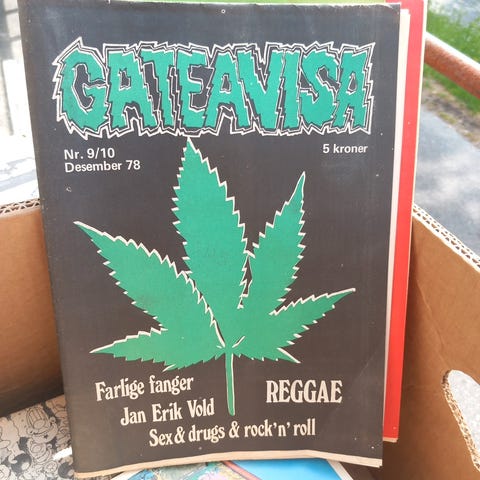 GATEAVISA
Nr. 9/10
Desember 78
5 kroner
Farlige fanger
Jan Erik Vold
REGGAE
Sex & drugs & rock'n'roll